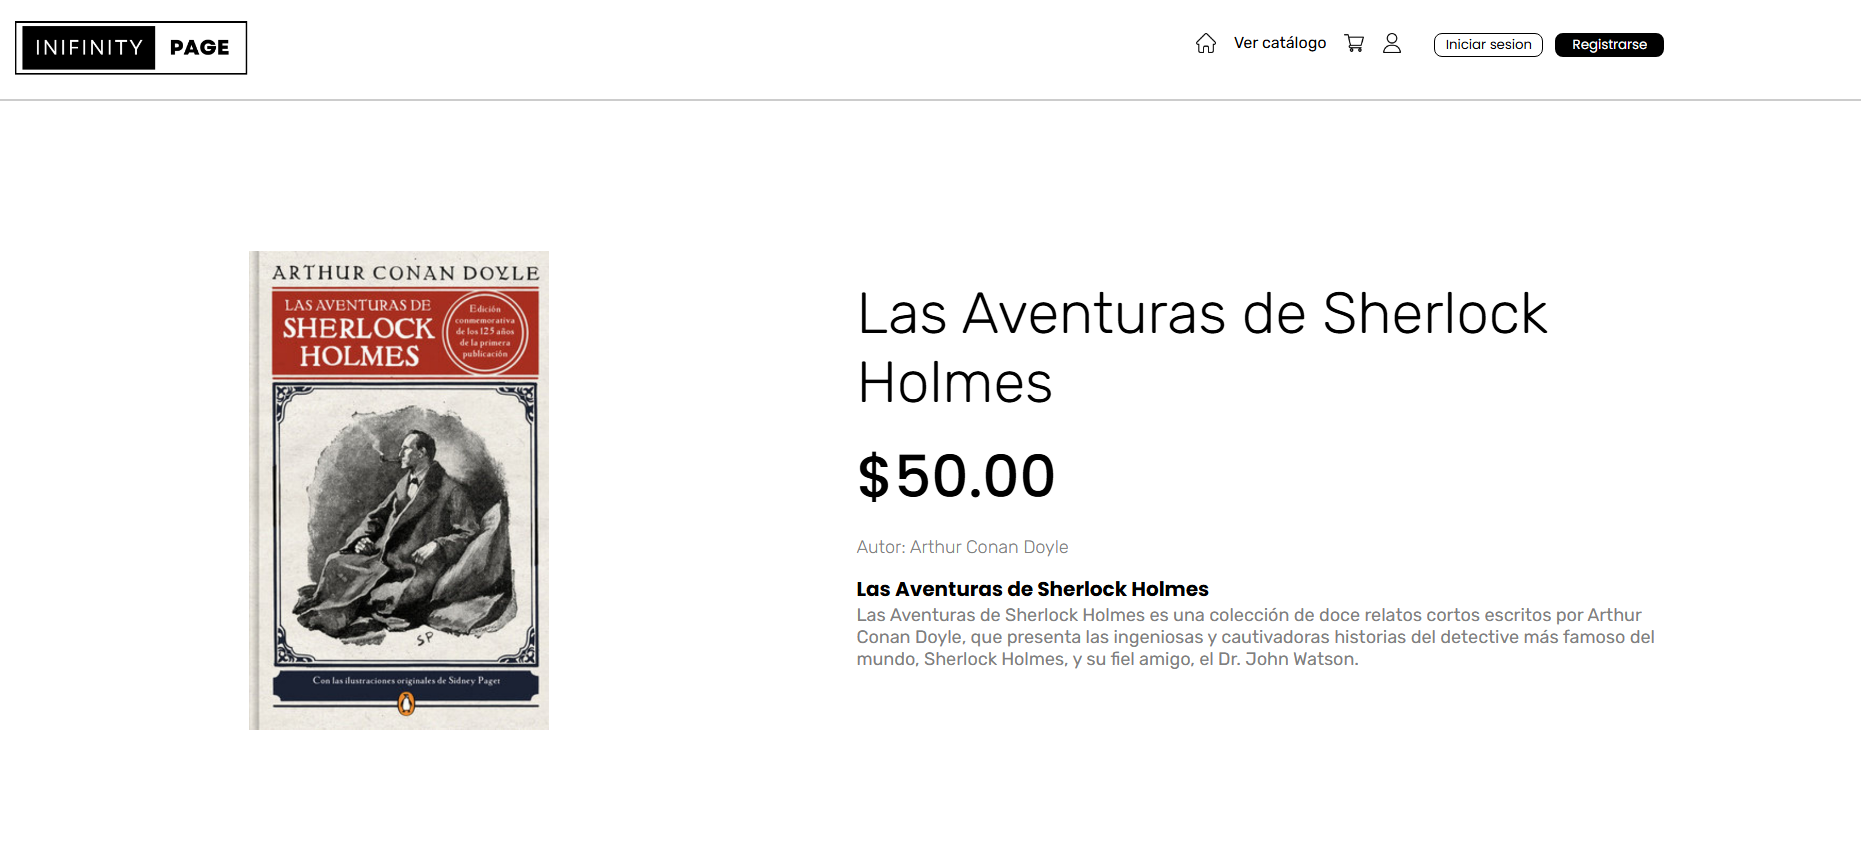 INIFINITY PAGE
Ver catálogo
Iniciar sesion
Registrarse
ARTHUR CONAN DOYLE
LAS AVENTURAS DE
SHERLOCK
HOLMES
Edición
conmemorativa
de los 125 años
de la primera
publicación
SP
Con las ilustraciones originales de Sidney Paget
Las Aventuras de Sherlock
Holmes
$50.00
Autor: Arthur Conan Doyle
Las Aventuras de Sherlock Holmes
Las Aventuras de Sherlock Holmes es una colección de doce relatos cortos escritos por Arthur
Conan Doyle, que presenta las ingeniosas y cautivadoras historias del detective más famoso del
mundo, Sherlock Holmes, y su fiel amigo, el Dr. John Watson.